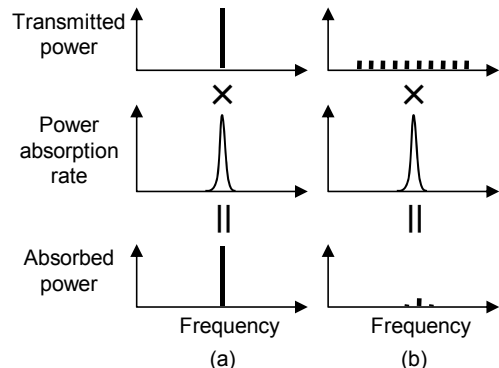 Transmitted
power
×
×
Power
absorption
rate
=
=
Absorbed
power
Frequency
Frequency
(a)
(b)